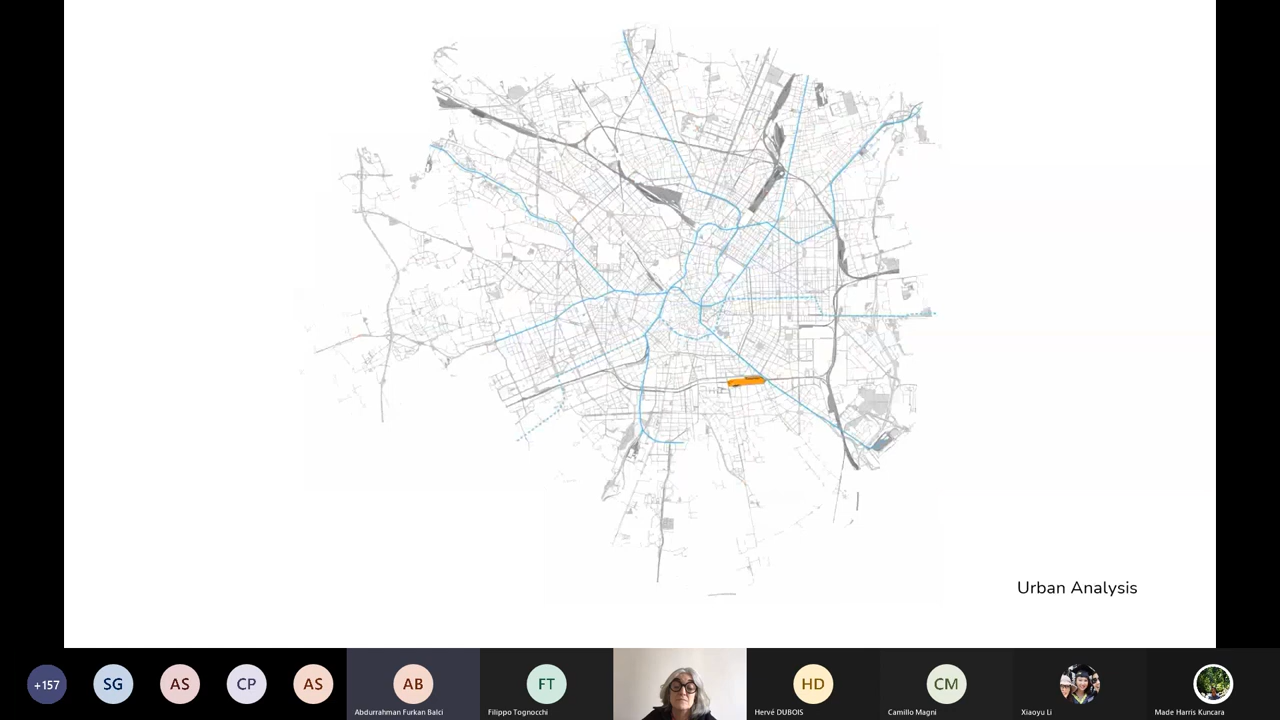 Urban Analysis
+157
SG
AS
CP
AS
AB
FT
HD
CM
Abdurrahman Furkan Balci
Filippo Tognocchi
Hervé DUBOIS
Camillo Magni
Xiaoyu Li
Made Harris Kuncara